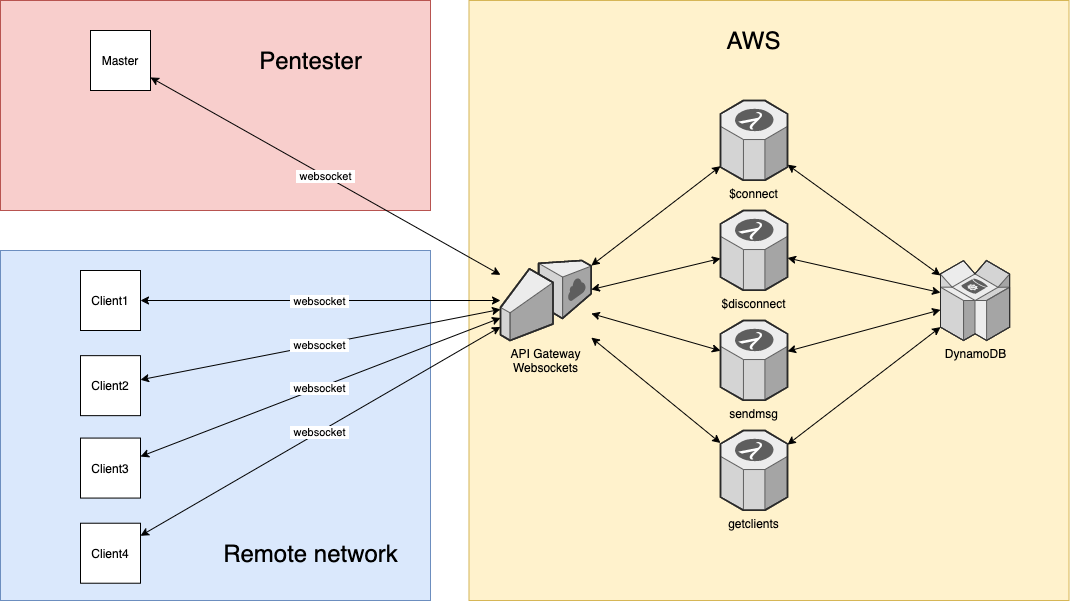 Master
Pentester
websocket
Client1
websocket
Client2
websocket
Client3
websocket
Client4
websocket
Remote network
AWS
$connect
$disconnect
API Gateway
Websockets
sendmsg
getclients
DynamoDB